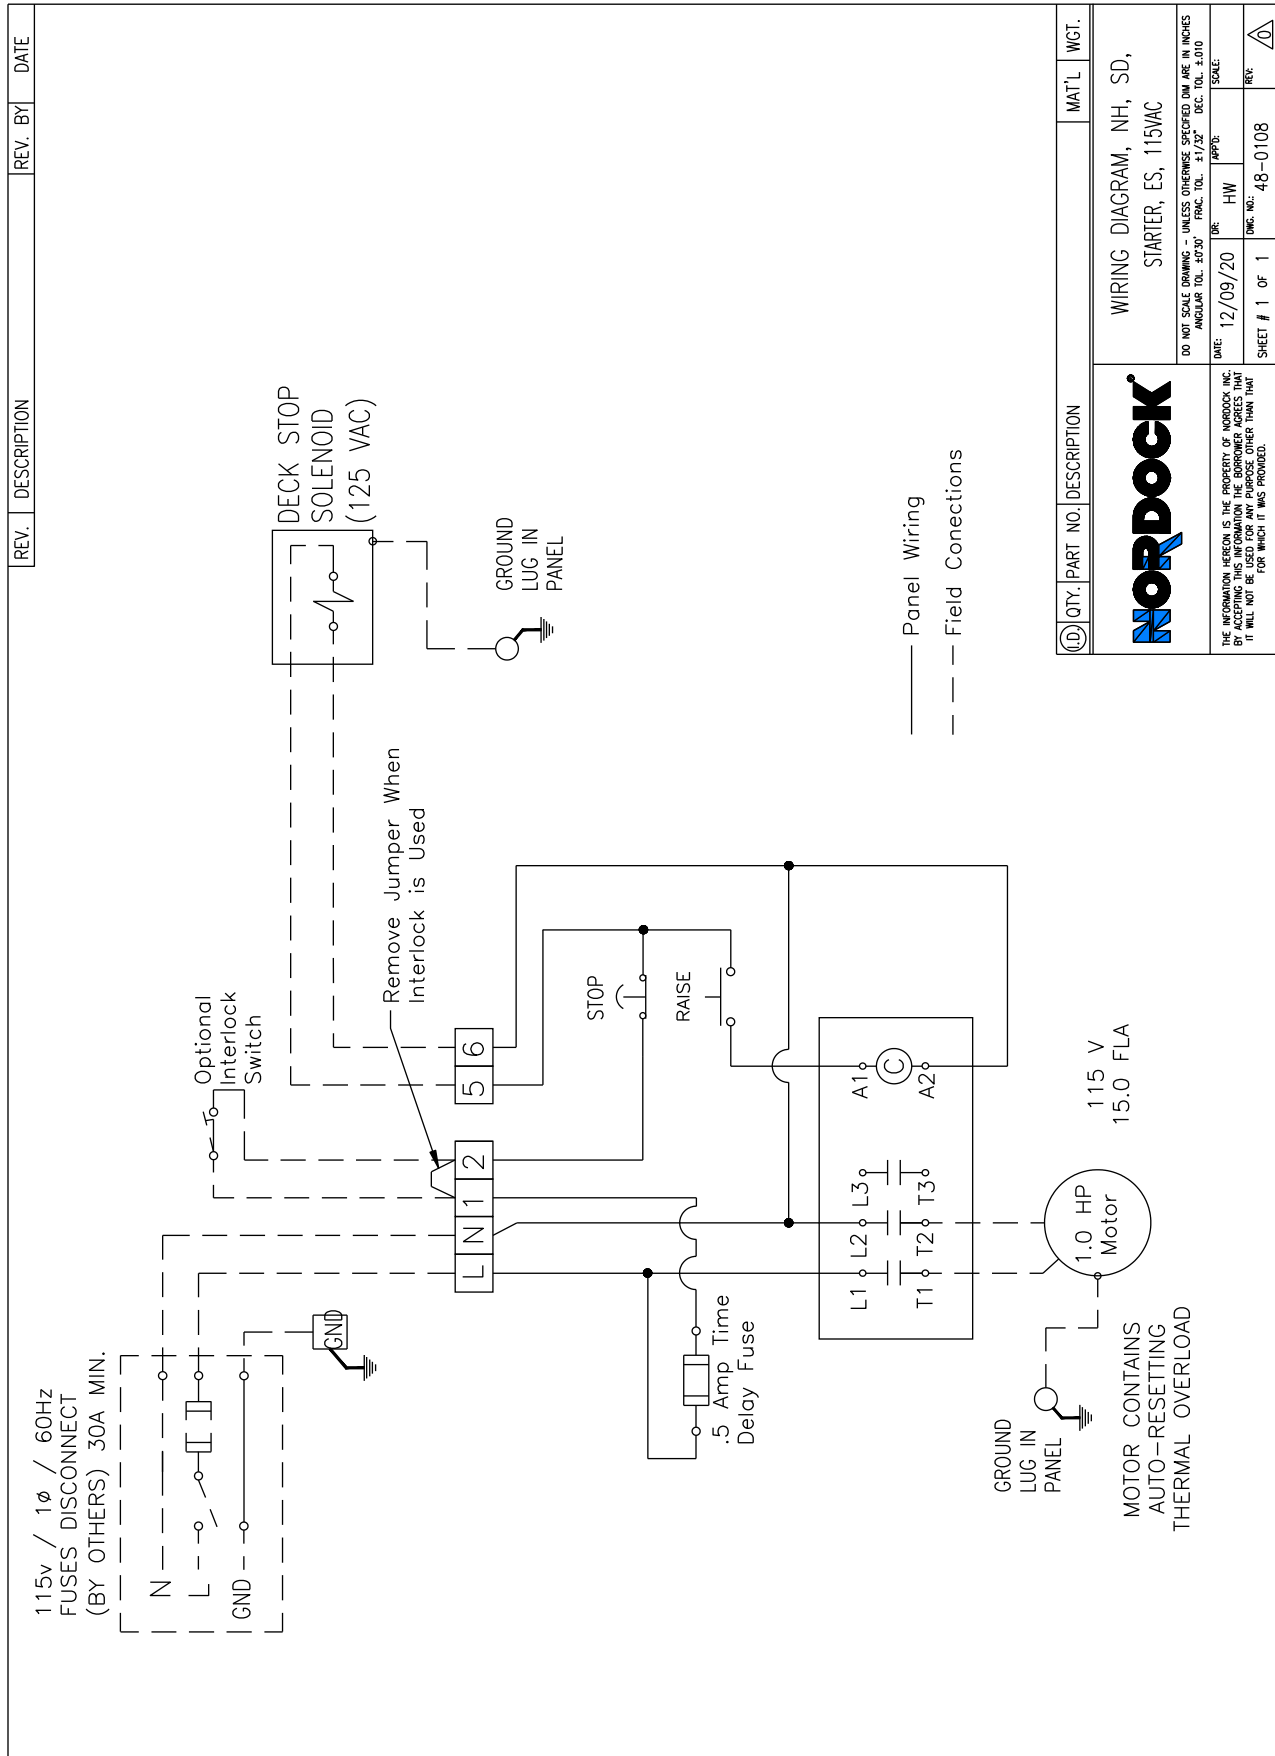 REV.
DESCRIPTION
REV. BY
DATE
115v / 1ø / 60Hz
FUSES DISCONNECT
(BY OTHERS) 30A MIN.
N
L
GND
GND
Optional
Interlock
Switch
DECK STOP
SOLENOID
(125 VAC)
GROUND
LUG IN
PANEL
Remove Jumper When
Interlock is Used
L
N
1
2
5
6
STOP
RAISE
.5 Amp Time
Delay Fuse
L1
L2
L3
A1
C
T1
T2
T3
A2
1.0 HP
Motor
115 V
15.0 FLA
GROUND
LUG IN
PANEL
MOTOR CONTAINS
AUTO-RESETTING
THERMAL OVERLOAD
Panel Wiring
Field Conections
I.D.
QTY.
PART NO.
DESCRIPTION
MAT'L
WGT.
NORDOCK
WIRING DIAGRAM, NH, SD,
STARTER, ES, 115VAC
DO NOT SCALE DRAWING - UNLESS OTHERWISE SPECIFIED DIM ARE IN INCHES
ANGULAR TOL. ±0°30' FRAC. TOL. ±1/32" DEC. TOL. ±.010
THE INFORMATION HEREON IS THE PROPERTY OF NORDOCK INC.
BY ACCEPTING THIS INFORMATION THE BORROWER AGREES THAT
IT WILL NOT BE USED FOR ANY PURPOSE OTHER THAN THAT
FOR WHICH IT WAS PROVIDED.
DATE: 12/09/20
DR: HW
APP'D:
SCALE:
SHEET # 1 OF 1
DWG. NO.: 48-0108
REV: 0